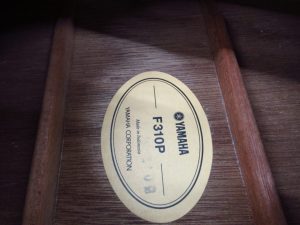 YAMAHA
F310P
Made in Indonesia
YAMAHA CORPORATION